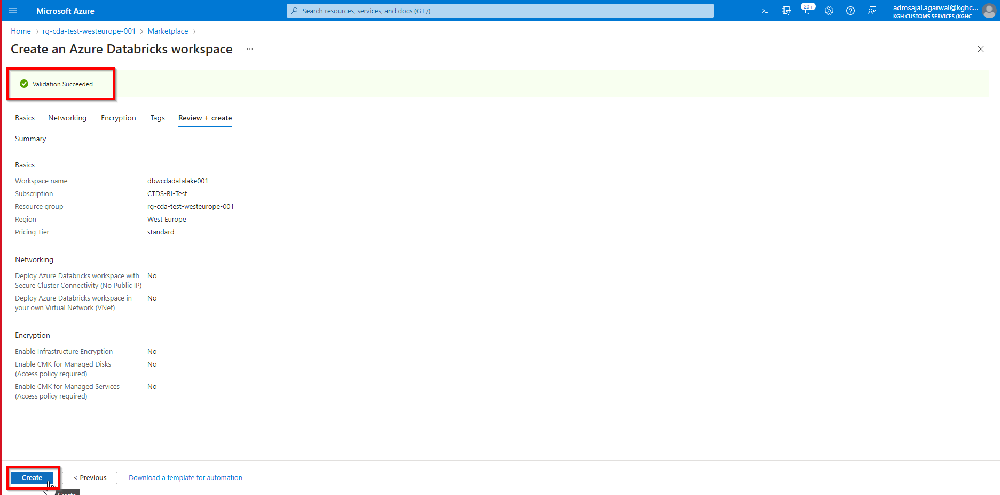 Microsoft Azure
Search resources, services, and docs (G+/)
20+
admsajal.agarwal@kghc...
KGH CUSTOMS SERVICES (KGHC....
Home > rg-cda-test-westeurope-001 > Marketplace >
Create an Azure Databricks workspace ...
Validation Succeeded
Basics Networking Encryption Tags Review + create
Summary
Basics
Workspace name dbwcdadatalake001
Subscription CTDS-BI-Test
Resource group rg-cda-test-westeurope-001
Region West Europe
Pricing Tier standard
Networking
Deploy Azure Databricks workspace with No
Secure Cluster Connectivity (No Public IP)
Deploy Azure Databricks workspace in No
your own Virtual Network (VNet)
Encryption
Enable Infrastructure Encryption No
Enable CMK for Managed Disks No
(Access policy required)
Enable CMK for Managed Services No
(Access policy required)
Create < Previous Download a template for automation
Create